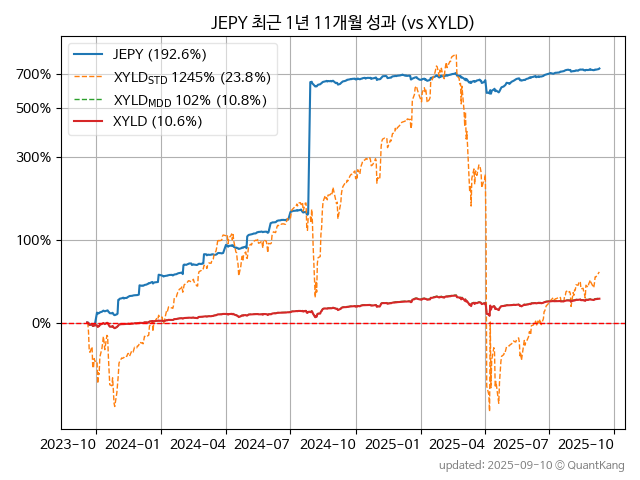 JEPY 최근 1년 11개월 성과 (vs XYLD)
JEPY (192.6%)
XYLD_STD 1245% (23.8%)
XYLD_MDD 102% (10.8%)
XYLD (10.6%)
700%
500%
300%
100%
0%
2023-10 2024-01 2024-04 2024-07 2024-10 2025-01 2025-04 2025-07 2025-10
updated: 2025-09-10 © QuantKang